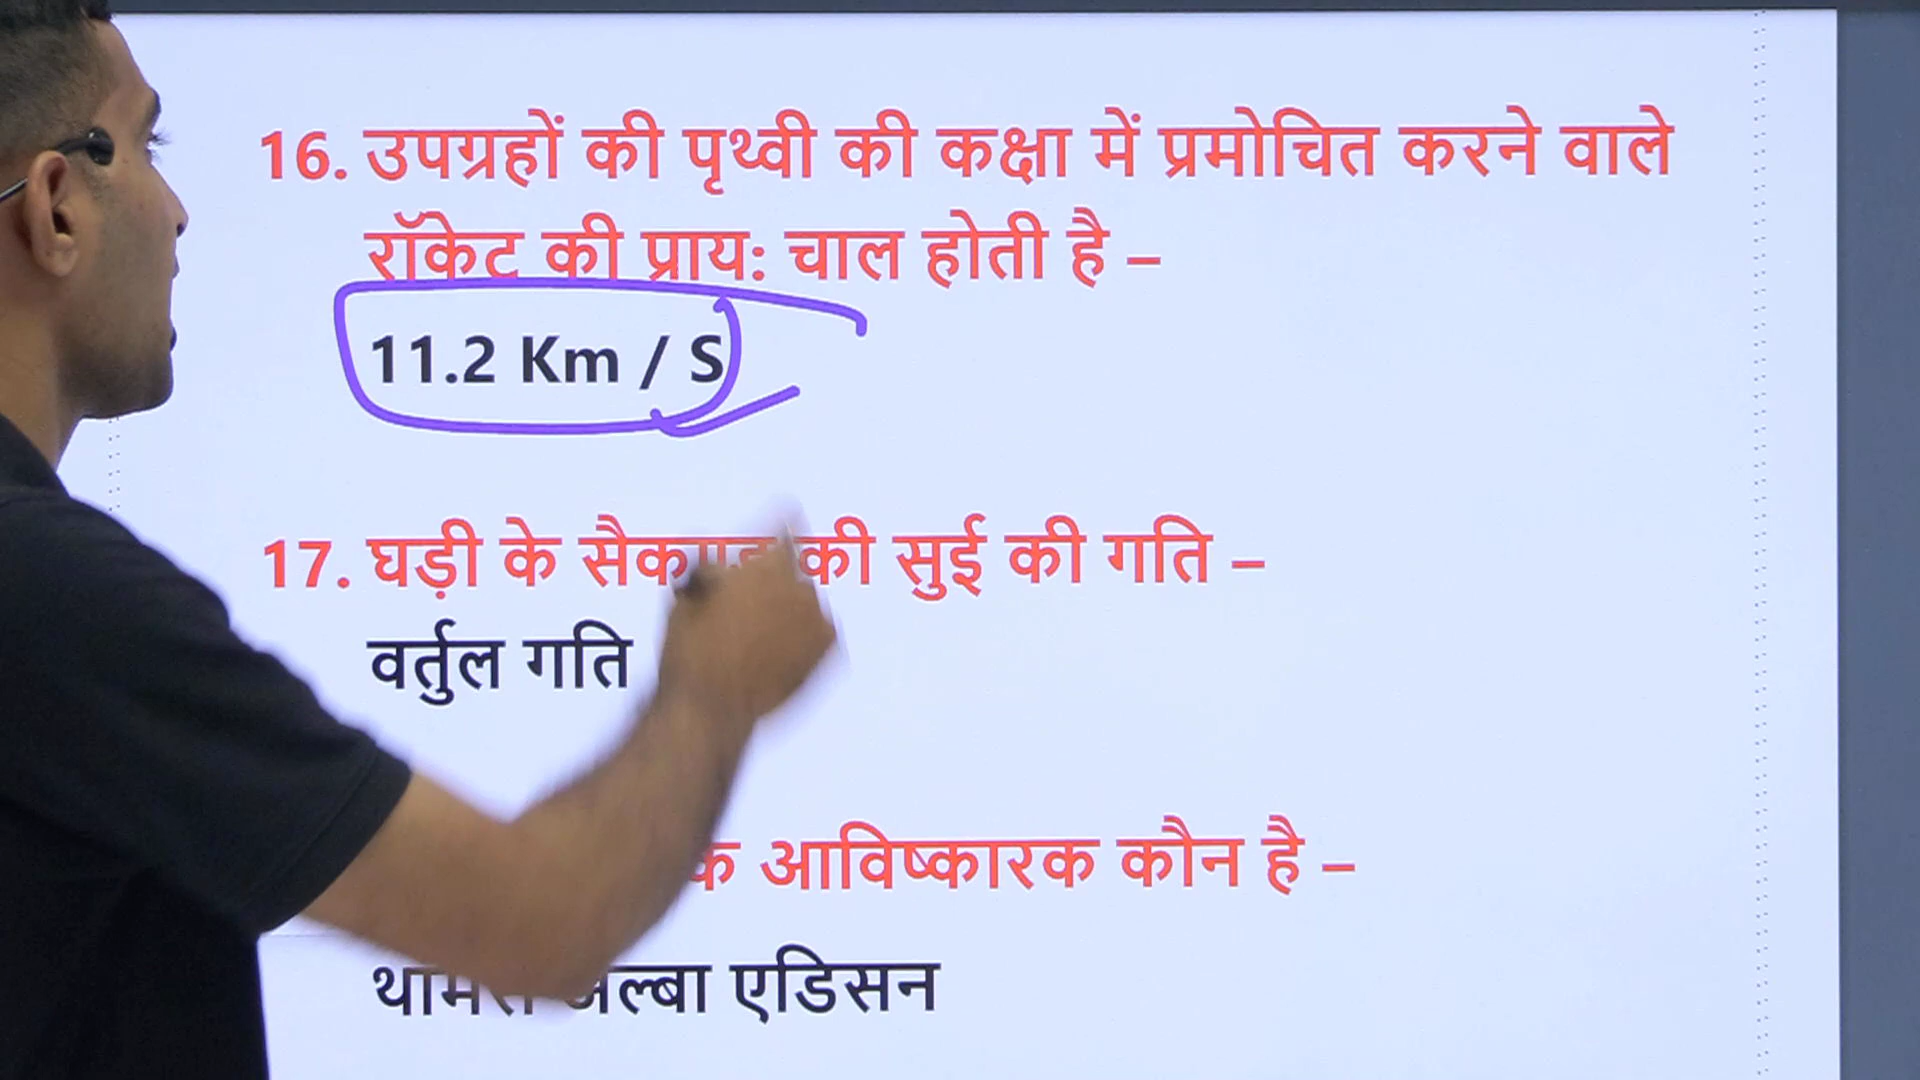 16. उपग्रहों की पृथ्वी की कक्षा में प्रमोचित करने वाले
रॉकेट की प्राय: चाल होती है –
11.2 Km / S
17. घड़ी के की सुई की गति –
वर्तुल गति
आविष्कारक कौन है –
एडिसन